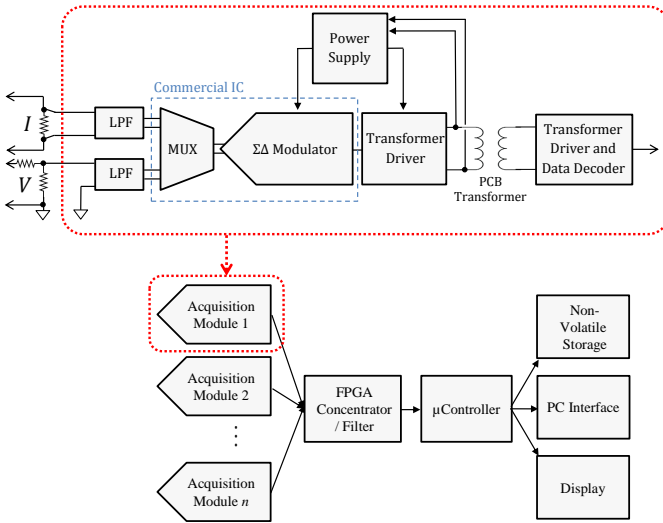 Power
Supply
Commercial IC
I
LPF
MUX
ΣΔ Modulator
Transformer
Driver
Transformer
Driver and
Data Decoder
V
LPF
PCB
Transformer
Acquisition
Module 1
Non-
Volatile
Storage
Acquisition
Module 2
FPGA
Concentrator
/ Filter
µController
PC Interface
Acquisition
Module n
Display